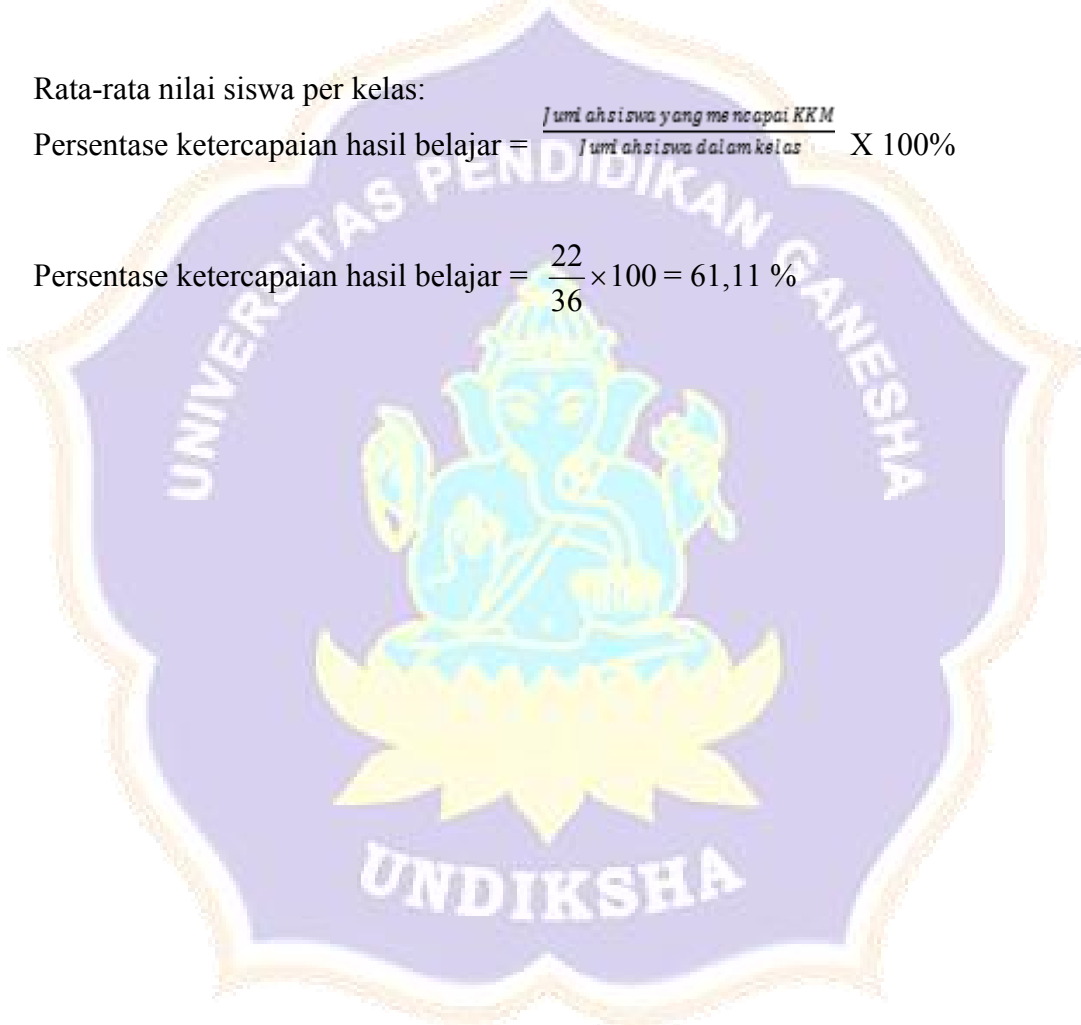 Rata-rata nilai siswa per kelas:
Persentase ketercapaian hasil belajar = Jumlah siswa yang mencapai KKM / Jumlah siswa dalam kelas X 100%
Persentase ketercapaian hasil belajar = 22/36 × 100 = 61,11 %
UNIVERSITAS PENDIDIKAN GANESHA
UNDIKSHA